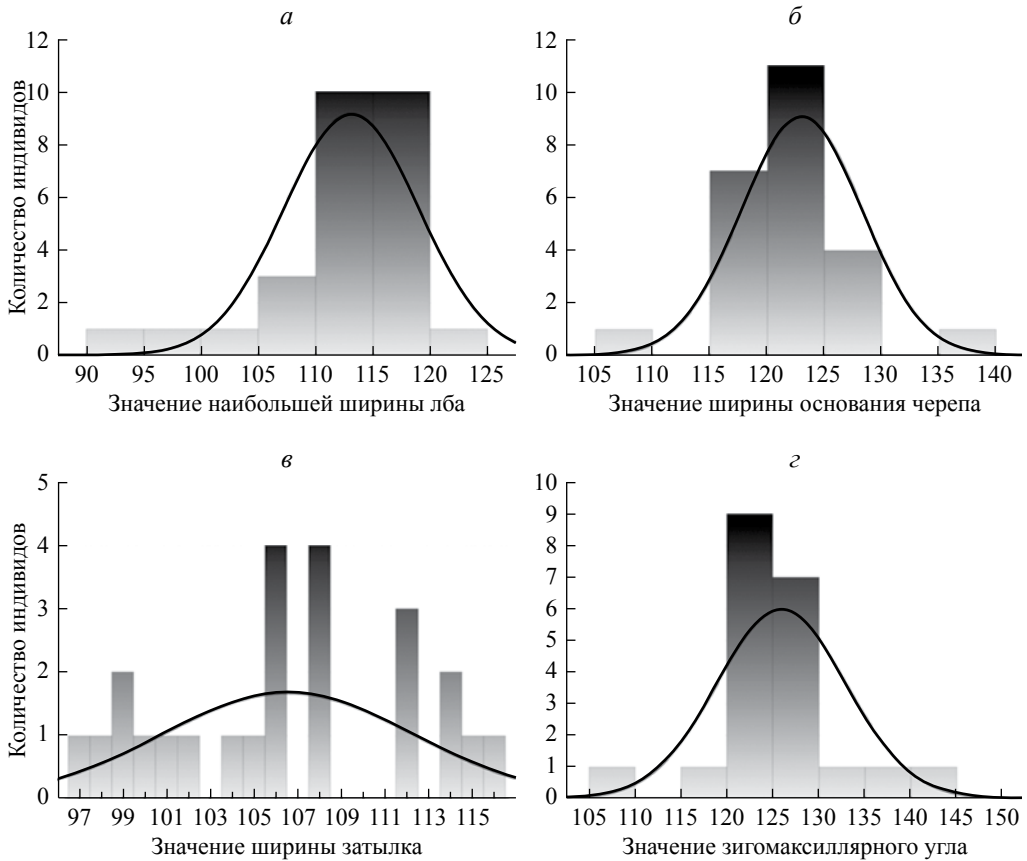 а
12
10
8
6
4
2
0
Количество индивидов
90 95 100 105 110 115 120 125
Значение наибольшей ширины лба
б
12
10
8
6
4
2
0
105 110 115 120 125 130 135 140
Значение ширины основания черепа
в
5
4
3
2
1
0
Количество индивидов
97 99 101 103 105 107 109 111 113 115
Значение ширины затылка
г
10
9
8
7
6
5
4
3
2
1
0
105 110 115 120 125 130 135 140 145 150
Значение зигомаксиллярного угла